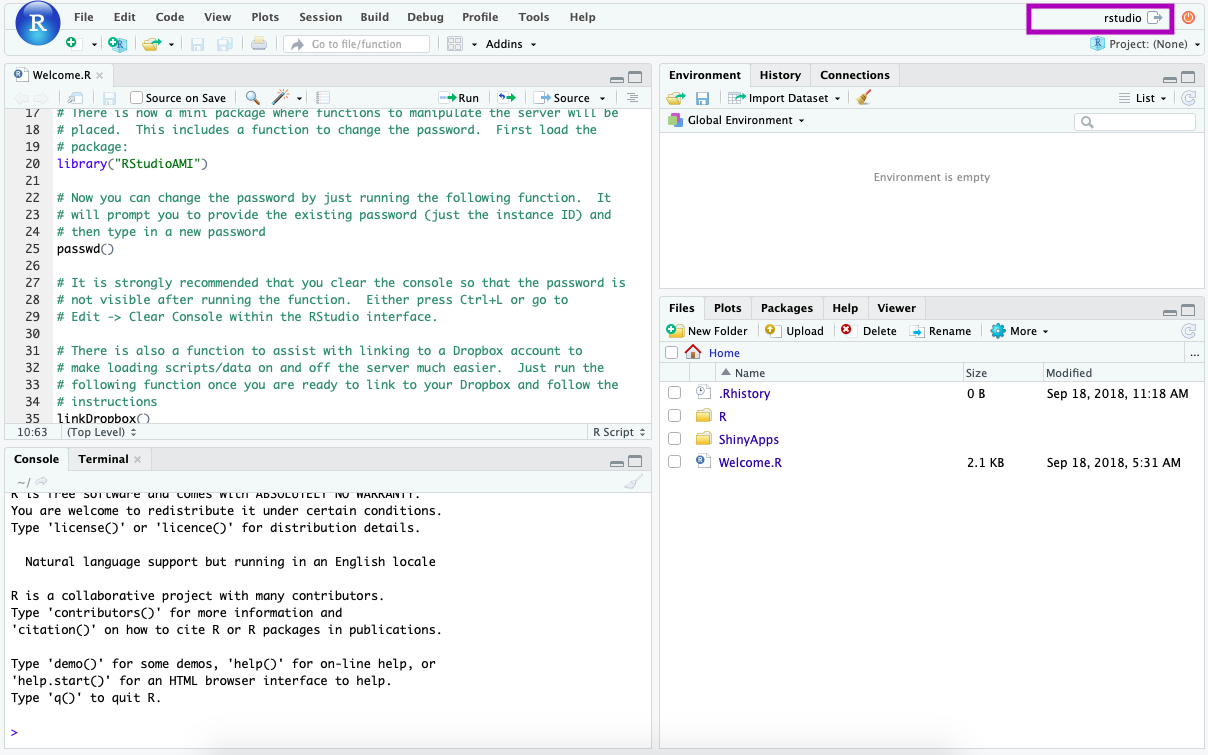 R
File Edit Code View Plots Session Build Debug Profile Tools Help
rstudio
Go to file/function
Addins
Project: (None)
Welcome.R
Source on Save
Run
Source
17 # There is now a mini package where functions to manipulate the server will be
18 # placed.  This includes a function to change the password.  First load the
19 # package:
20 library("RStudioAMI")
21
22 # Now you can change the password by just running the following function.  It
23 # will prompt you to provide the existing password (just the instance ID) and
24 # then type in a new password
25 passwd()
26
27 # It is strongly recommended that you clear the console so that the password is
28 # not visible after running the function.  Either press Ctrl+L or go to
29 # Edit -> Clear Console within the RStudio interface.
30
31 # There is also a function to assist with linking to a Dropbox account to
32 # make loading scripts/data on and off the server much easier.  Just run the
33 # following function once you are ready to link to your Dropbox and follow the
34 # instructions
35 linkDropbox()
10:63 (Top Level) R Script
Console Terminal
~/
R is free software and comes with ABSOLUTELY NO WARRANTY.
You are welcome to redistribute it under certain conditions.
Type 'license()' or 'licence()' for distribution details.
Natural language support but running in an English locale
R is a collaborative project with many contributors.
Type 'contributors()' for more information and
'citation()' on how to cite R or R packages in publications.
Type 'demo()' for some demos, 'help()' for on-line help, or
'help.start()' for an HTML browser interface to help.
Type 'q()' to quit R.
>
Environment History Connections
Import Dataset List
Global Environment
Environment is empty
Files Plots Packages Help Viewer
New Folder Upload Delete Rename More
Home ...
Name Size Modified
.Rhistory 0 B Sep 18, 2018, 11:18 AM
R
ShinyApps
Welcome.R 2.1 KB Sep 18, 2018, 5:31 AM